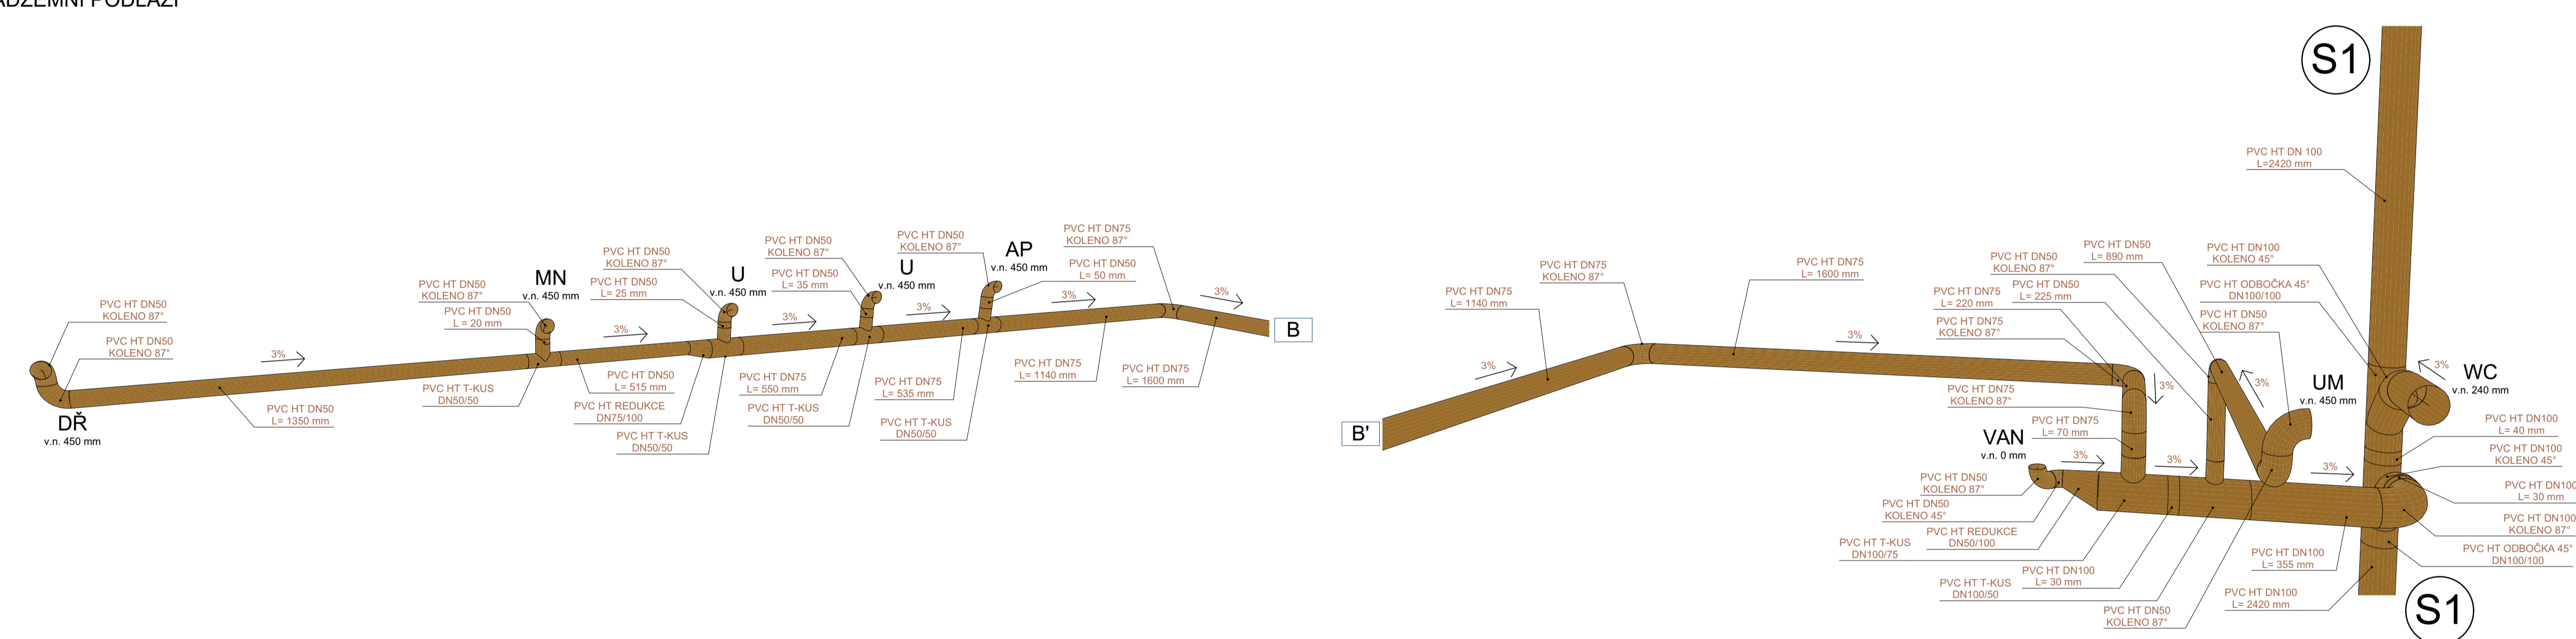 S1
PVC HT DN 100
L=2420 mm
PVC HT DN50
KOLENO 87°
PVC HT DN50
KOLENO 87°
DŘ
v.n. 450 mm
3%
PVC HT DN50
L= 1350 mm
PVC HT DN50
KOLENO 87°
PVC HT DN50
L = 20 mm
MN
v.n. 450 mm
PVC HT T-KUS
DN50/50
3%
PVC HT DN50
L= 515 mm
PVC HT REDUKCE
DN75/100
PVC HT DN50
KOLENO 87°
PVC HT DN50
L= 25 mm
U
v.n. 450 mm
PVC HT T-KUS
DN50/50
3%
PVC HT DN75
L= 550 mm
PVC HT DN50
KOLENO 87°
PVC HT DN50
L= 35 mm
U
v.n. 450 mm
PVC HT T-KUS
DN50/50
3%
PVC HT DN75
L= 535 mm
PVC HT DN50
KOLENO 87°
AP
v.n. 450 mm
PVC HT DN50
L= 50 mm
PVC HT T-KUS
DN50/50
3%
PVC HT DN75
L= 1140 mm
PVC HT DN75
KOLENO 87°
3%
PVC HT DN75
L= 1600 mm
B
B'
PVC HT DN75
L= 1140 mm
3%
PVC HT DN75
KOLENO 87°
PVC HT DN75
L= 1600 mm
3%
PVC HT DN75
L= 220 mm
PVC HT DN75
KOLENO 87°
PVC HT DN75
KOLENO 87°
3%
PVC HT DN75
L= 70 mm
VAN
v.n. 0 mm
3%
3%
PVC HT DN50
KOLENO 87°
PVC HT DN50
KOLENO 45°
PVC HT REDUKCE
DN50/100
PVC HT T-KUS
DN100/75
PVC HT DN100
L= 30 mm
PVC HT T-KUS
DN100/50
PVC HT DN50
KOLENO 87°
PVC HT DN50
KOLENO 87°
PVC HT DN50
L= 225 mm
PVC HT DN50
L= 890 mm
3%
PVC HT DN50
KOLENO 87°
UM
v.n. 450 mm
3%
PVC HT DN100
KOLENO 45°
PVC HT ODBOČKA 45°
DN100/100
3%
WC
v.n. 240 mm
PVC HT DN100
L= 40 mm
PVC HT DN100
KOLENO 45°
PVC HT DN100
L= 30 mm
PVC HT DN100
KOLENO 87°
PVC HT ODBOČKA 45°
DN100/100
PVC HT DN100
L= 355 mm
PVC HT DN100
L= 2420 mm
S1